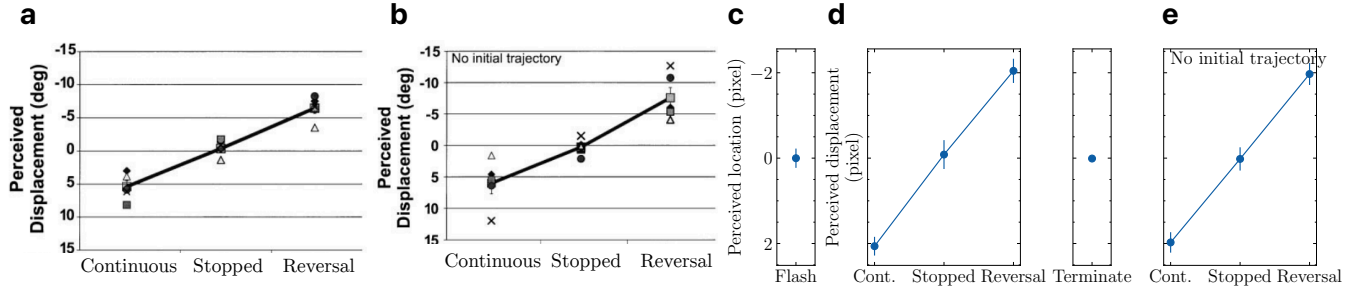 a
b
c
d
e
Perceived
Displacement (deg)
-15
-10
-5
0
5
10
15
Continuous
Stopped
Reversal
Perceived
Displacement (deg)
-15
-10
-5
0
5
10
15
No initial trajectory
Continuous
Stopped
Reversal
Perceived location (pixel)
−2
0
2
Flash
Perceived displacement
(pixel)
Cont.
Stopped
Reversal
Terminate
No initial trajectory
Cont.
Stopped
Reversal